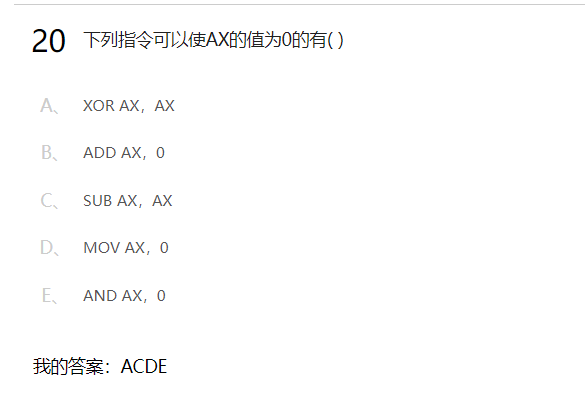 20 下列指令可以使AX的值为0的有( )
A、 XOR AX，AX
B、 ADD AX，0
C、 SUB AX，AX
D、 MOV AX，0
E、 AND AX，0
我的答案：ACDE